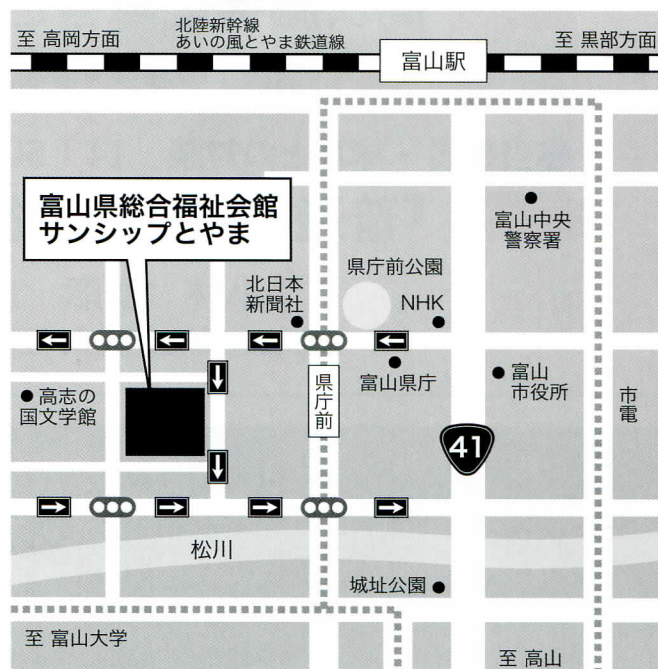 至 高岡方面
北陸新幹線
あいの風とやま鉄道線
至 黒部方面
富山駅
富山県総合福祉会館
サンシップとやま
富山中央
警察署
県庁前公園
北日本
新聞社
NHK
富山県庁
富山
市役所
高志の
国文学館
県庁前
市電
41
松川
城址公園
至 富山大学
至 高山